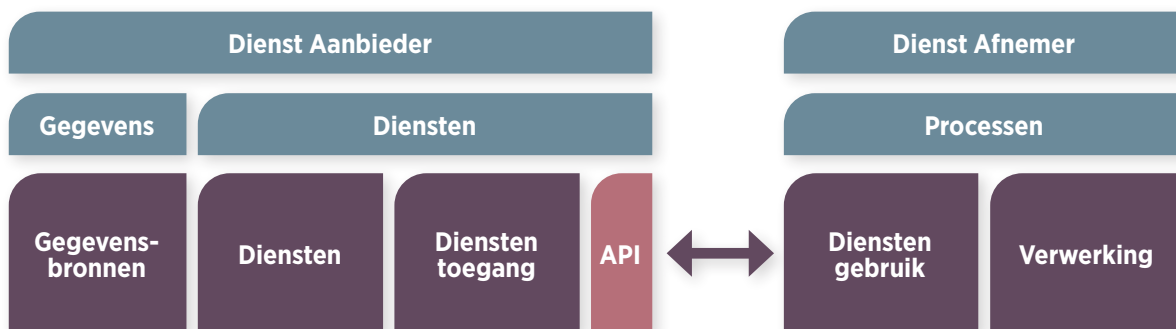 Dienst Aanbieder
Dienst Afnemer
Gegevens
Diensten
Processen
Gegevens-
bronnen
Diensten
Diensten
toegang
API
Diensten
gebruik
Verwerking